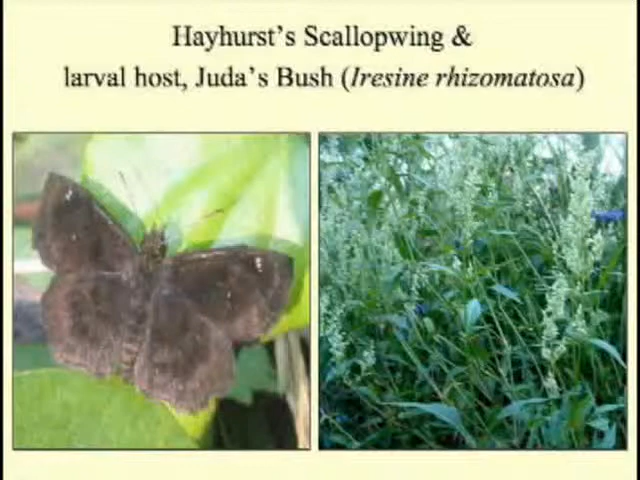 Hayhurst's Scallopwing &
larval host, Juda's Bush (Iresine rhizomatosa)